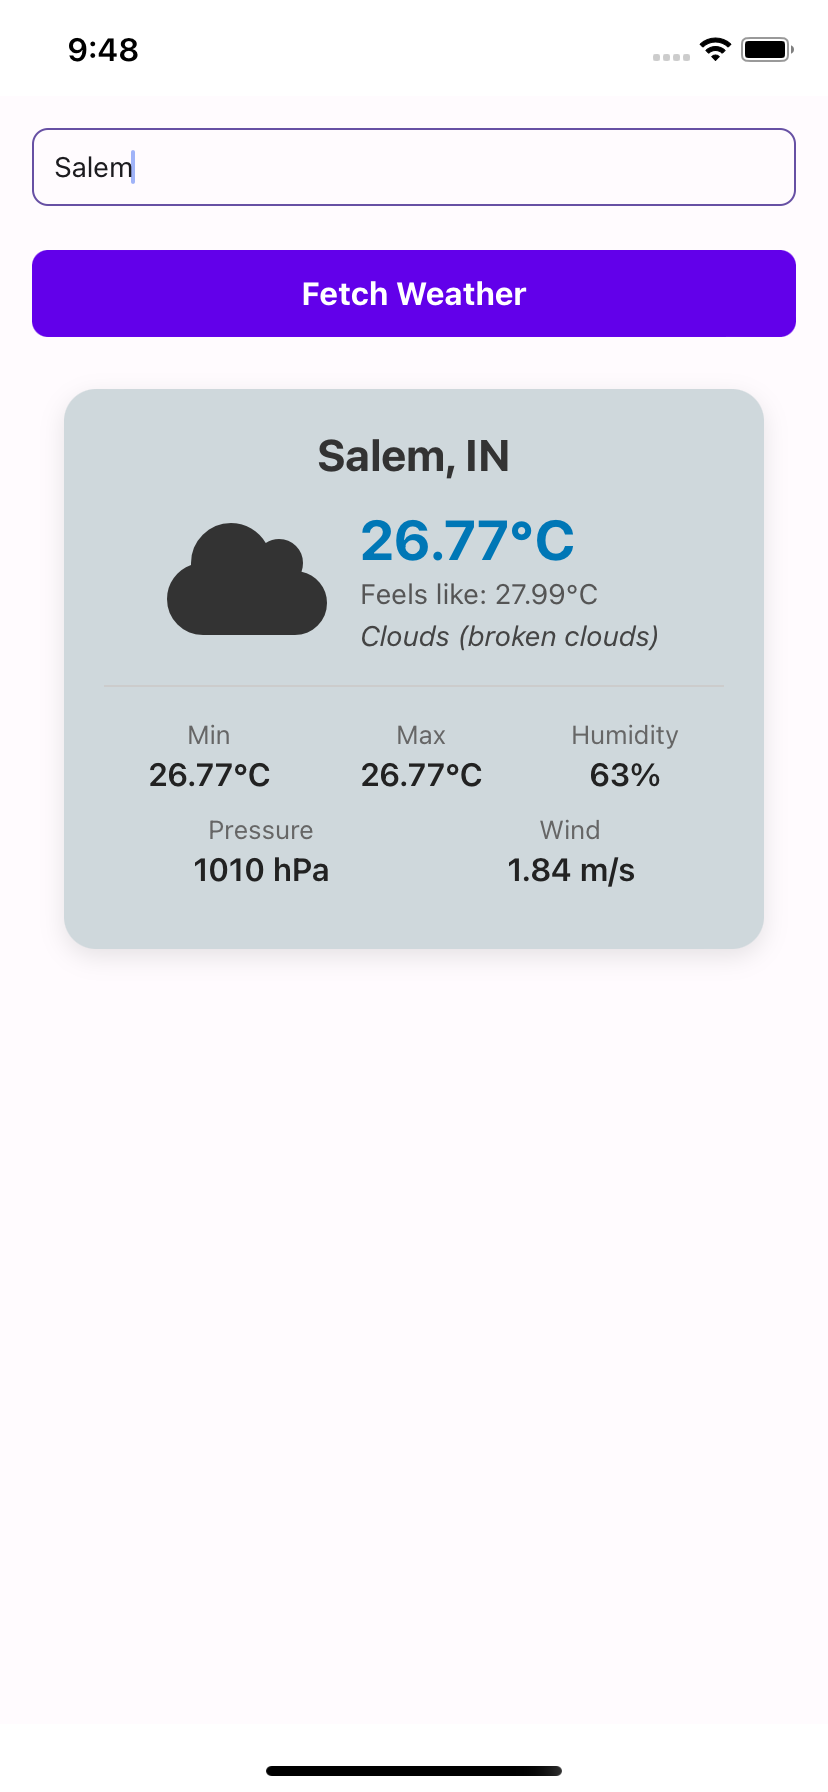 9:48
Salem
Fetch Weather
Salem, IN
26.77°C
Feels like: 27.99°C
Clouds (broken clouds)
Min Max Humidity
26.77°C 26.77°C 63%
Pressure Wind
1010 hPa 1.84 m/s